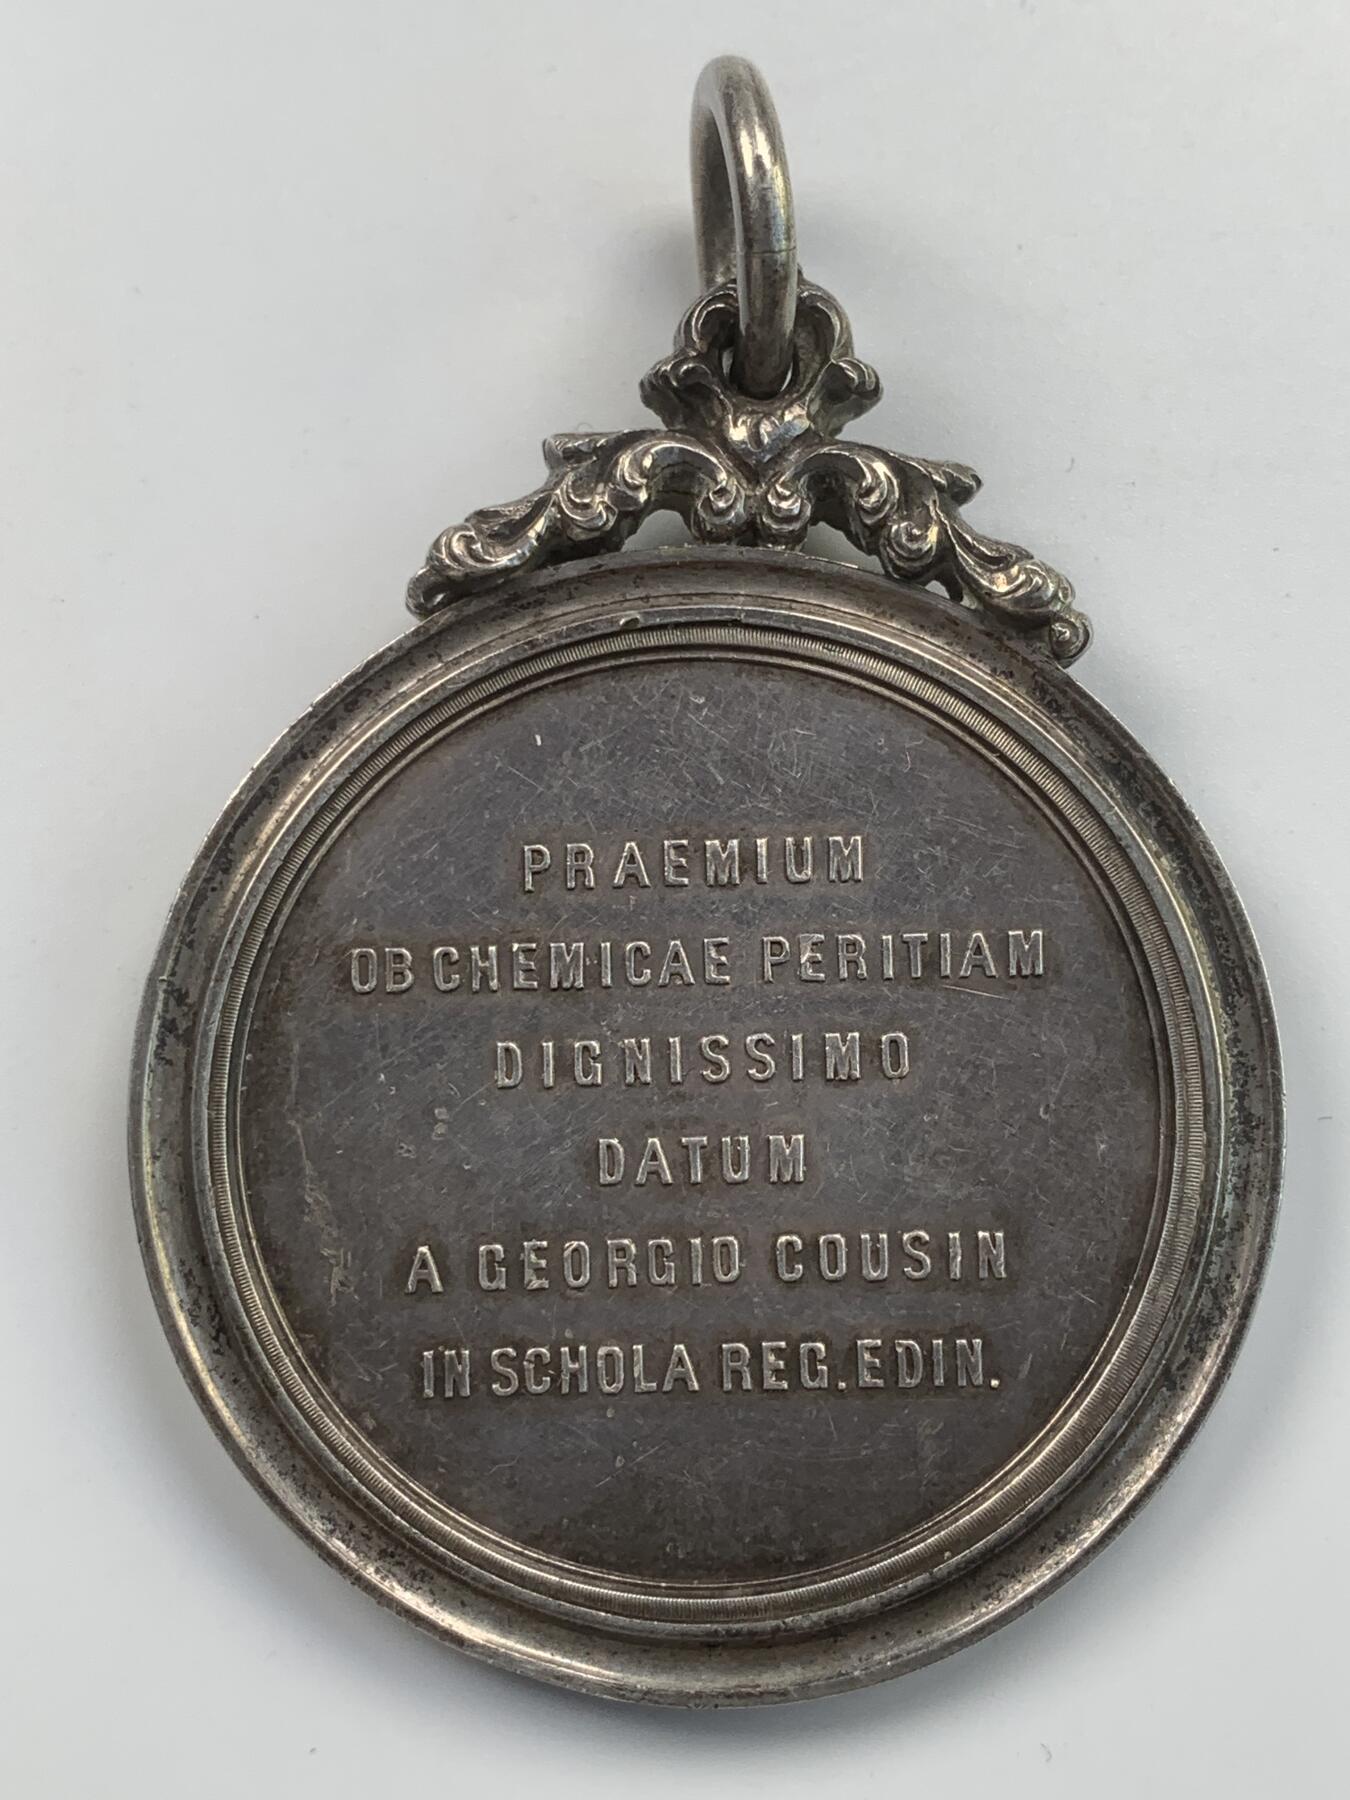 PRAEMIUM
OB CHEMICAE PERITIAM
DIGNISSIMO
DATUM
A GEORGIO COUSIN
IN SCHOLA REG. EDIN.